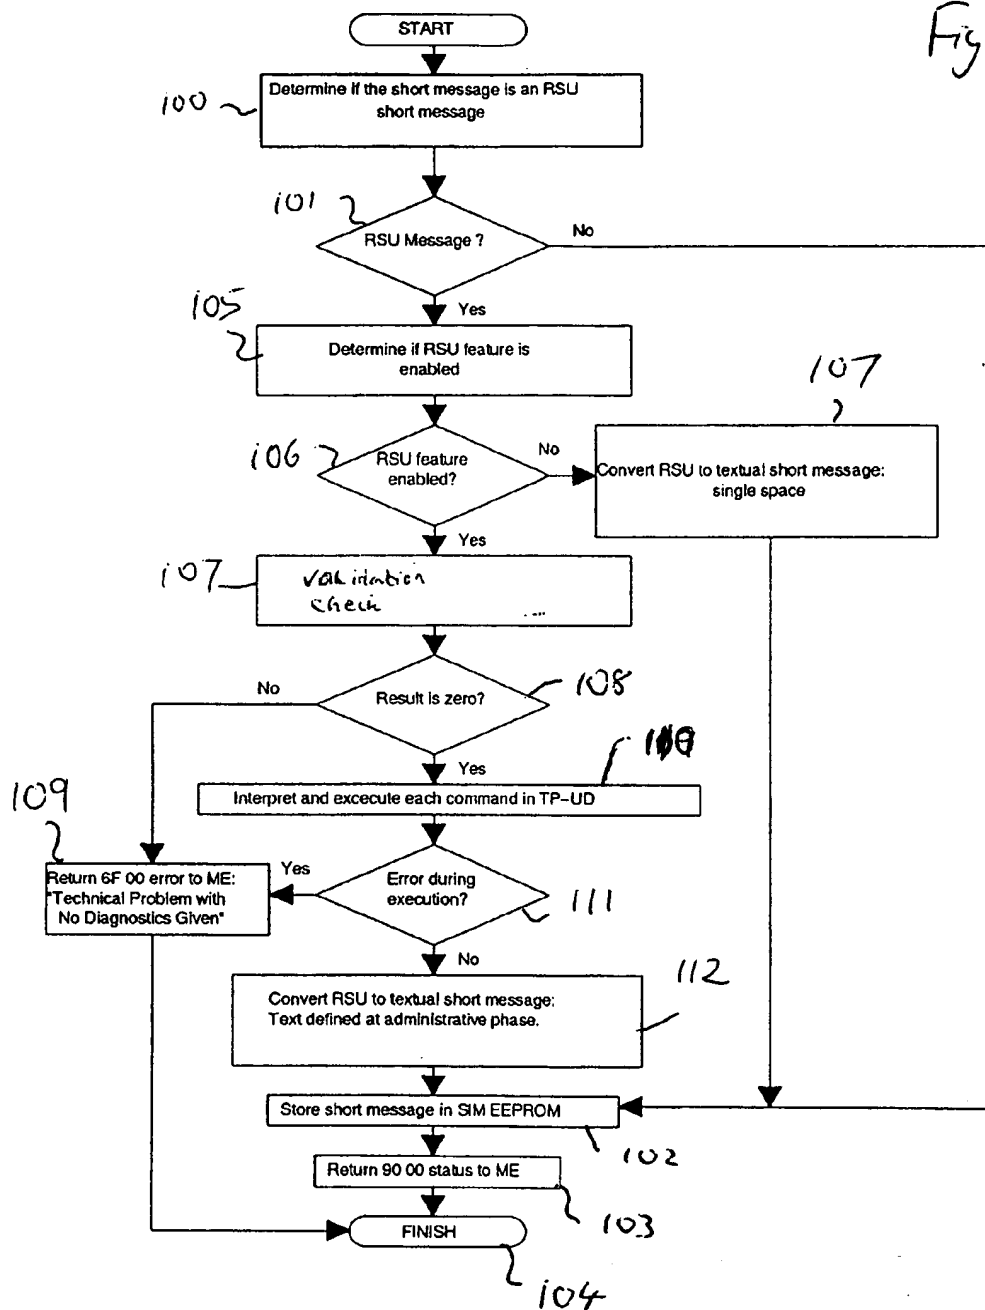 START
Fig
100
Determine if the short message is an RSU
short message
101
RSU Message ?
No
Yes
105
Determine if RSU feature is
enabled
107
106
RSU feature
enabled?
No
Convert RSU to textual short message:
single space
Yes
107
validation
check
No
Result is zero?
108
Yes
Interpret and excecute each command in TP-UD
109
Return 6F 00 error to ME:
"Technical Problem with
No Diagnostics Given"
Yes
Error during
execution?
111
No
112
Convert RSU to textual short message:
Text defined at administrative phase.
Store short message in SIM EEPROM
102
Return 90 00 status to ME
103
FINISH
104